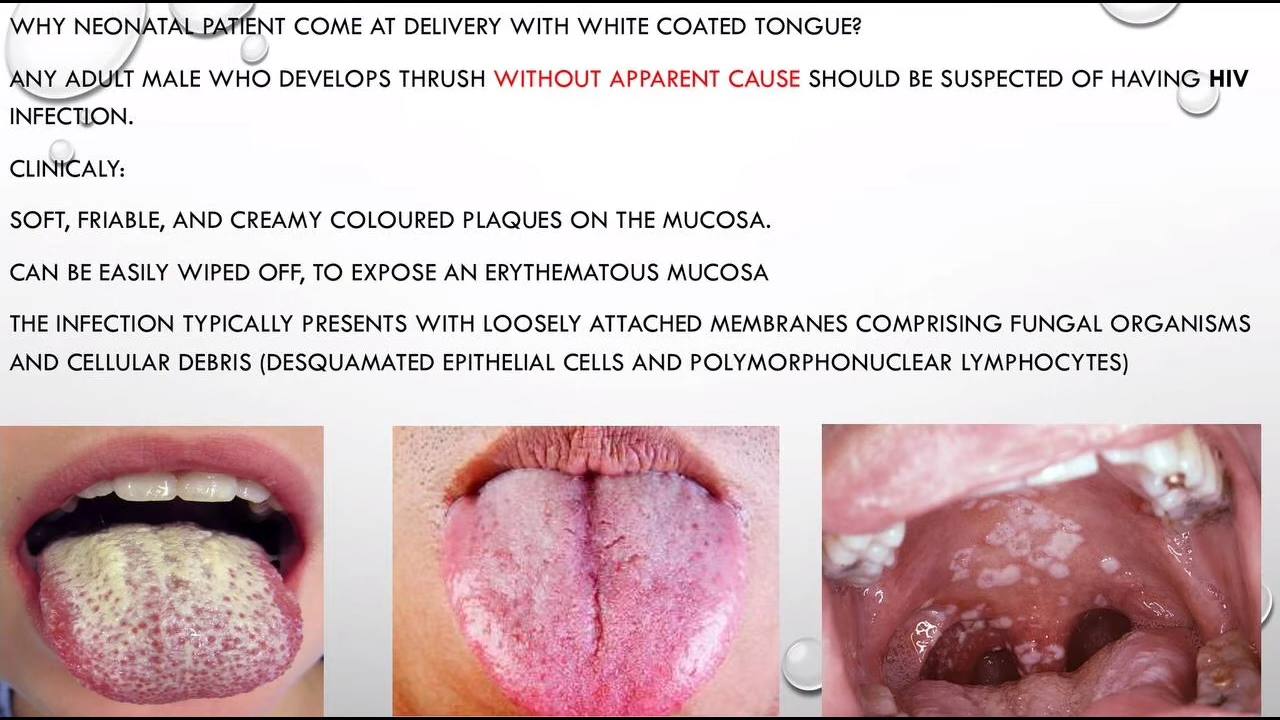 WHY NEONATAL PATIENT COME AT DELIVERY WITH WHITE COATED TONGUE?
ANY ADULT MALE WHO DEVELOPS THRUSH WITHOUT APPARENT CAUSE SHOULD BE SUSPECTED OF HAVING HIV
INFECTION.
CLINICALY:
SOFT, FRIABLE, AND CREAMY COLOURED PLAQUES ON THE MUCOSA.
CAN BE EASILY WIPED OFF, TO EXPOSE AN ERYTHEMATOUS MUCOSA
THE INFECTION TYPICALLY PRESENTS WITH LOOSELY ATTACHED MEMBRANES COMPRISING FUNGAL ORGANISMS
AND CELLULAR DEBRIS (DESQUAMATED EPITHELIAL CELLS AND POLYMORPHONUCLEAR LYMPHOCYTES)